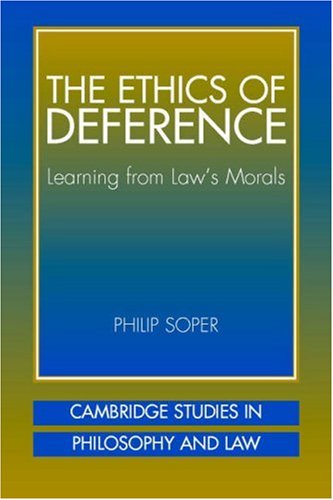 THE ETHICS OF
DEFERENCE
Learning from Law's Morals
PHILIP SOPER
CAMBRIDGE STUDIES IN
PHILOSOPHY AND LAW